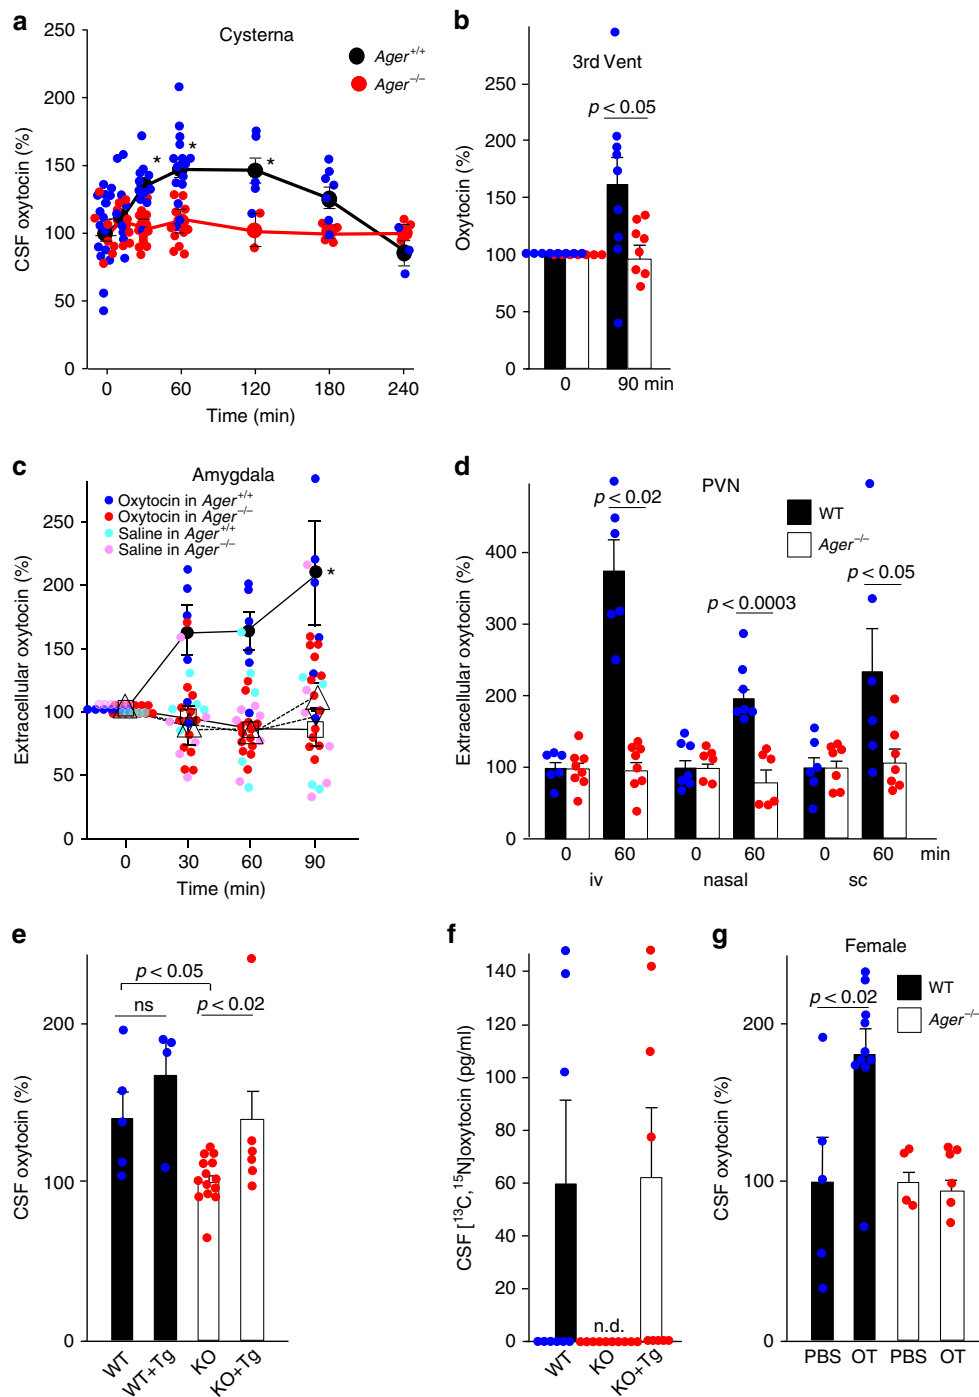 a
Cysterna
Ager+/+
Ager−/−
CSF oxytocin (%)
250
200
150
100
50
0
*
*
*
0
60
120
180
240
Time (min)
b
3rd Vent
p < 0.05
Oxytocin (%)
250
200
150
100
50
0
0
90 min
c
Amygdala
Oxytocin in Ager+/+
Oxytocin in Ager−/−
Saline in Ager+/+
Saline in Ager−/−
Extracellular oxytocin (%)
250
200
150
100
50
0
*
0
30
60
90
Time (min)
d
PVN
WT
Ager−/−
p < 0.02
p < 0.0003
p < 0.05
Extracellular oxytocin (%)
400
300
200
100
0
0
60
0
60
0
60
min
iv
nasal
sc
e
p < 0.05
ns
p < 0.02
CSF oxytocin (%)
200
100
0
WT
WT+Tg
KO
KO+Tg
f
CSF [13C, 15N]oxytocin (pg/ml)
140
120
100
80
60
40
20
0
n.d.
WT
KO
KO+Tg
g
Female
WT
Ager−/−
p < 0.02
CSF oxytocin (%)
200
100
0
PBS
OT
PBS
OT